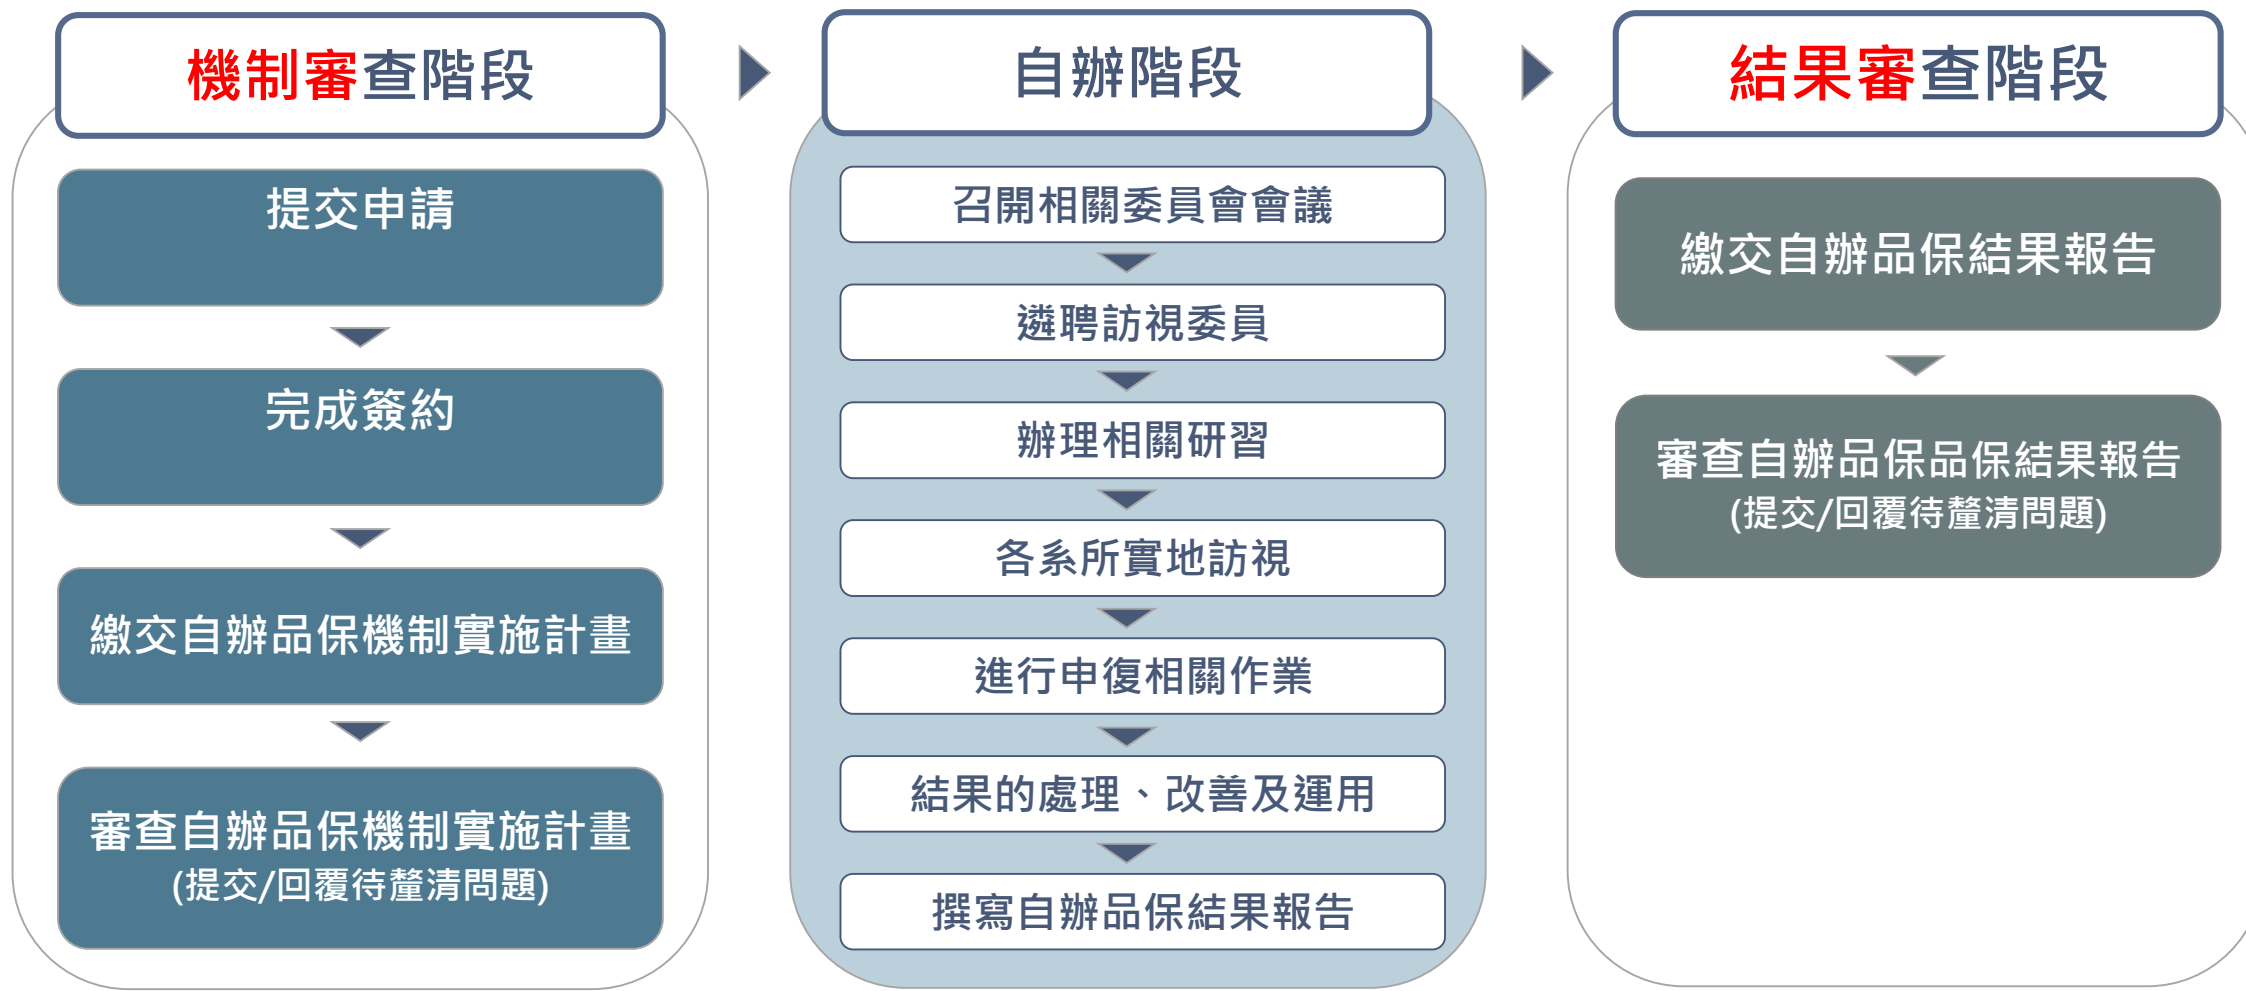 機制審查階段
提交申請
完成簽約
繳交自辦品保機制實施計畫
審查自辦品保機制實施計畫
(提交/回覆待釐清問題)
自辦階段
召開相關委員會會議
遴聘訪視委員
辦理相關研習
各系所實地訪視
進行申復相關作業
結果的處理、改善及運用
撰寫自辦品保結果報告
結果審查階段
繳交自辦品保結果報告
審查自辦品保品保結果報告
(提交/回覆待釐清問題)